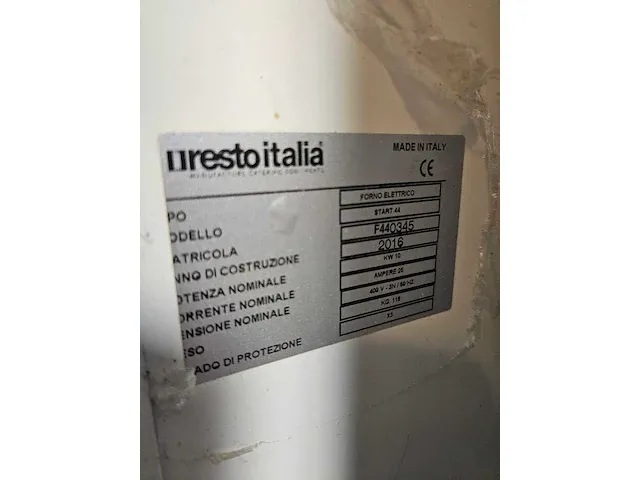 restoitalia
MANUFACTURE CATERING EQUIPMENTS
MADE IN ITALY
CE
PO FORNO ELETTRICO
ODELLO START 44
ATRICOLA F440345
NNO DI COSTRUZIONE 2016
OTENZA NOMINALE KW 10
ORRENTE NOMINALE AMPERE 25
ENSIONE NOMINALE 400 V - 3N / 50 HZ
ESO KG. 118
ADO DI PROTEZIONE X3